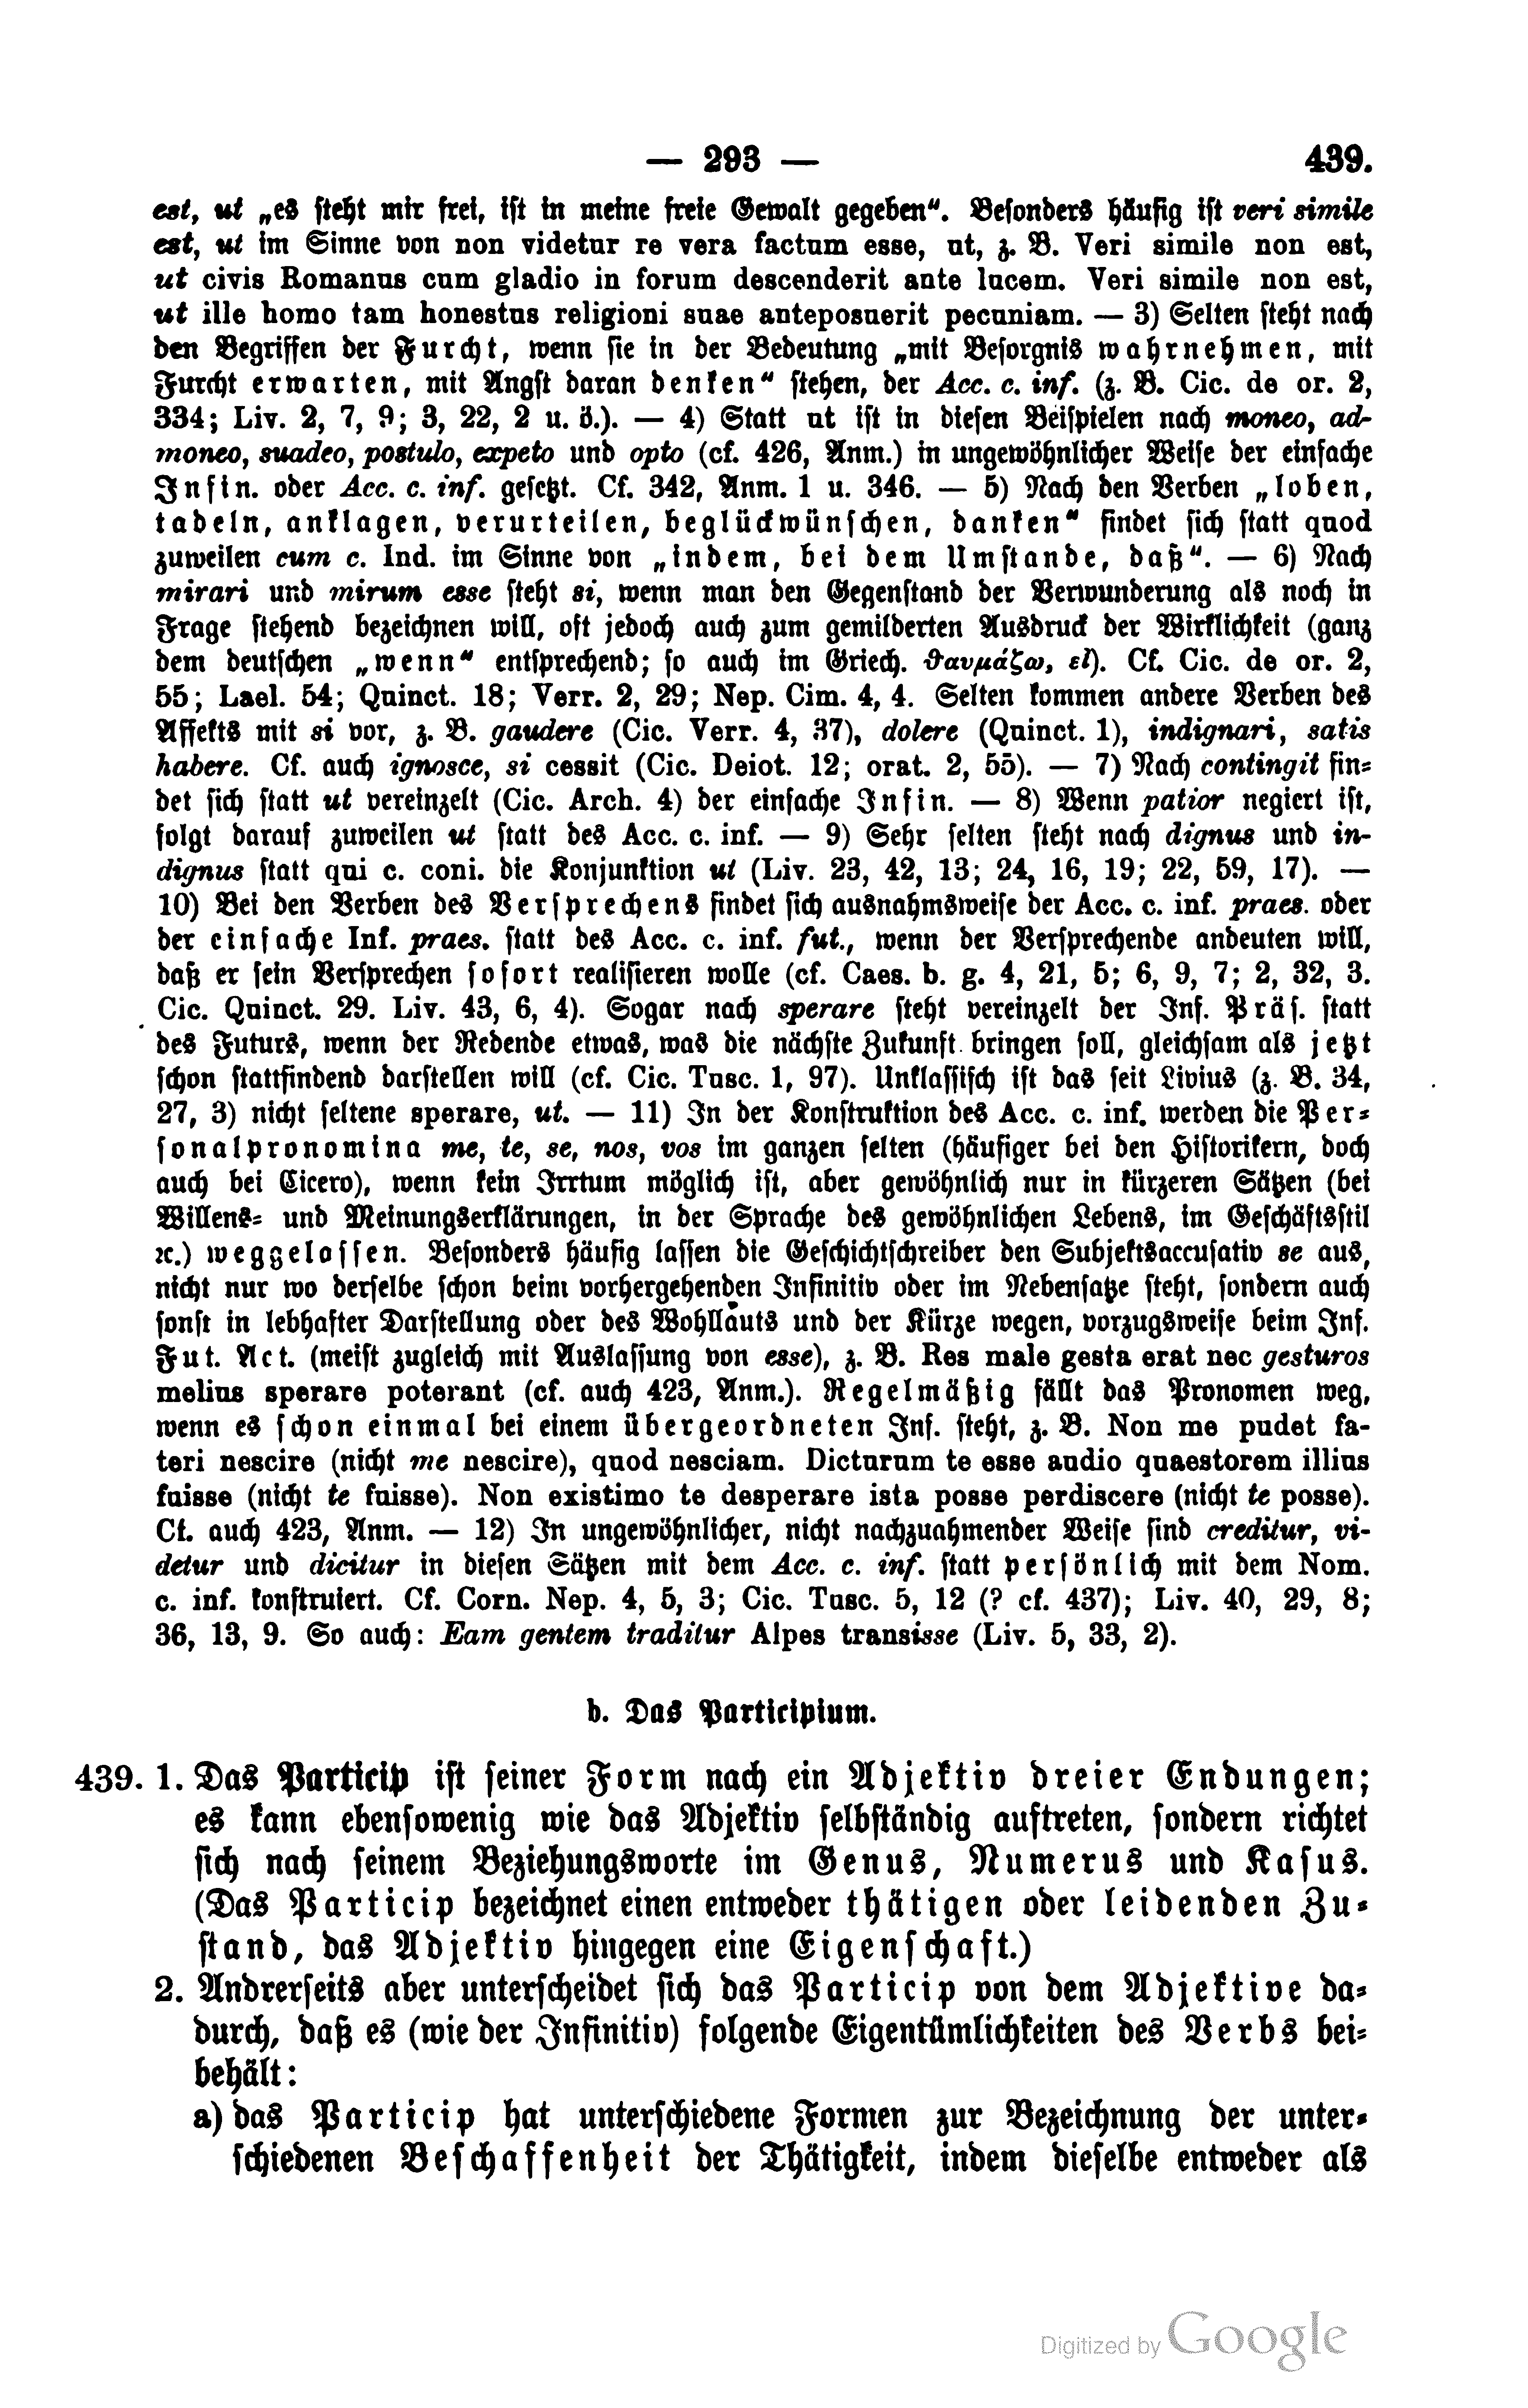 — 293 — 439.
est, ut „es steht mir frei, ist in meine freie Gewalt gegeben“. Besonders häufig ist veri simile
est, ut im Sinne von non videtur re vera factum esse, ut, z. B. Veri simile non est,
ut civis Romanus cum gladio in forum descenderit ante lucem. Veri simile non est,
ut ille homo tam honestus religioni suae anteposuerit pecuniam. — 3) Selten steht nach
den Begriffen der Furcht, wenn sie in der Bedeutung „mit Besorgnis wahrnehmen, mit
Furcht erwarten, mit Angst daran denken“ stehen, der Acc. c. inf. (z. B. Cic. de or. 2,
334; Liv. 2, 7, 9; 3, 22, 2 u. ö.). — 4) Statt ut ist in diesen Beispielen nach moneo, ad-
moneo, suadeo, postulo, expeto und opto (cf. 426, Anm.) in ungewöhnlicher Weise der einfache
Infin. oder Acc. c. inf. gesetzt. Cf. 342, Anm. 1 u. 346. — 5) Nach den Verben „loben,
tadeln, anklagen, verurteilen, beglückwünschen, danken“ findet sich statt quod
zuweilen cum c. Ind. im Sinne von „indem, bei dem Umstande, daß“. — 6) Nach
mirari und mirum esse steht si, wenn man den Gegenstand der Verwunderung als noch in
Frage stehend bezeichnen will, oft jedoch auch zum gemilderten Ausdruck der Wirklichkeit (ganz
dem deutschen „wenn“ entsprechend; so auch im Griech. θαυμάζω, εἰ). Cf. Cic. de or. 2,
55; Lael. 54; Quinct. 18; Verr. 2, 29; Nep. Cim. 4, 4. Selten kommen andere Verben des
Affekts mit si vor, z. B. gaudere (Cic. Verr. 4, 37), dolere (Quinct. 1), indignari, satis
habere. Cf. auch ignosce, si cessit (Cic. Deiot. 12; orat. 2, 55). — 7) Nach contingit fin-
det sich statt ut vereinzelt (Cic. Arch. 4) der einfache Infin. — 8) Wenn patior negiert ist,
folgt darauf zuweilen ut statt des Acc. c. inf. — 9) Sehr selten steht nach dignus und in-
dignus statt qui c. coni. die Konjunktion ut (Liv. 23, 42, 13; 24, 16, 19; 22, 59, 17). —
10) Bei den Verben des Versprechens findet sich ausnahmsweise der Acc. c. inf. praes. oder
der einfache Inf. praes. statt des Acc. c. inf. fut., wenn der Versprechende andeuten will,
daß er sein Versprechen sofort realisieren wolle (cf. Caes. b. g. 4, 21, 5; 6, 9, 7; 2, 32, 3.
Cic. Quinct. 29. Liv. 43, 6, 4). Sogar nach sperare steht vereinzelt der Inf. Präs. statt
des Futurs, wenn der Redende etwas, was die nächste Zukunft bringen soll, gleichsam als jetzt
schon stattfindend darstellen will (cf. Cic. Tusc. 1, 97). Unklassisch ist das seit Livius (z. B. 34,
27, 3) nicht seltene sperare, ut. — 11) In der Konstruktion des Acc. c. inf. werden die Per-
sonalpronomina me, te, se, nos, vos im ganzen selten (häufiger bei den Historikern, doch
auch bei Cicero), wenn kein Irrtum möglich ist, aber gewöhnlich nur in kürzeren Sätzen (bei
Willens- und Meinungserklärungen, in der Sprache des gewöhnlichen Lebens, im Geschäftsstil
ꝛc.) weggelassen. Besonders häufig lassen die Geschichtschreiber den Subjektsaccusativ se aus,
nicht nur wo derselbe schon beim vorhergehenden Infinitiv oder im Nebensatze steht, sondern auch
sonst in lebhafter Darstellung oder des Wohllauts und der Kürze wegen, vorzugsweise beim Inf.
Fut. Act. (meist zugleich mit Auslassung von esse), z. B. Res male gesta erat nec gesturos
melius sperare poterant (cf. auch 423, Anm.). Regelmäßig fällt das Pronomen weg,
wenn es schon einmal bei einem übergeordneten Inf. steht, z. B. Non me pudet fa-
teri nescire (nicht me nescire), quod nesciam. Dicturum te esse audio quaestorem illius
fuisse (nicht te fuisse). Non existimo te desperare ista posse perdiscere (nicht te posse).
Cf. auch 423, Anm. — 12) In ungewöhnlicher, nicht nachzuahmender Weise sind creditur, vi-
detur und dicitur in diesen Sätzen mit dem Acc. c. inf. statt persönlich mit dem Nom.
c. inf. konstruiert. Cf. Corn. Nep. 4, 5, 3; Cic. Tusc. 5, 12 (? cf. 437); Liv. 40, 29, 8;
36, 13, 9. So auch: Eam gentem traditur Alpes transisse (Liv. 5, 33, 2).
b. Das Participium.
439. 1. Das Particip ist seiner Form nach ein Adjektiv dreier Endungen;
es kann ebensowenig wie das Adjektiv selbständig auftreten, sondern richtet
sich nach seinem Beziehungsworte im Genus, Numerus und Kasus.
(Das Particip bezeichnet einen entweder thätigen oder leidenden Zu-
stand, das Adjektiv hingegen eine Eigenschaft.)
2. Andrerseits aber unterscheidet sich das Particip von dem Adjektive da-
durch, daß es (wie der Infinitiv) folgende Eigentümlichkeiten des Verbs bei-
behält:
a) das Particip hat unterschiedene Formen zur Bezeichnung der unter-
schiedenen Beschaffenheit der Thätigkeit, indem dieselbe entweder als
Digitized by Google